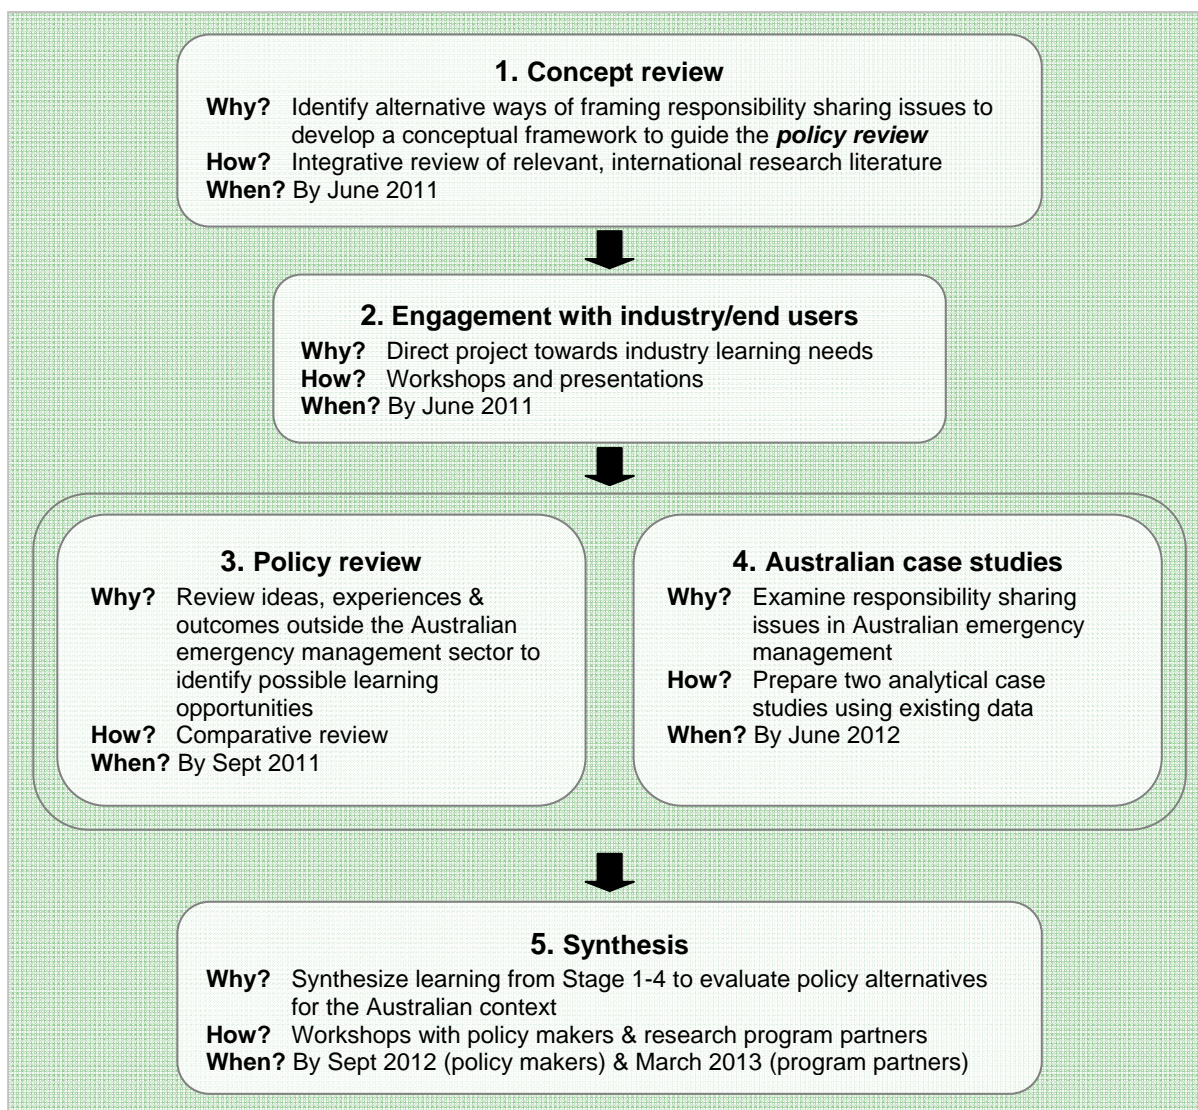 1. Concept review
Why? Identify alternative ways of framing responsibility sharing issues to
develop a conceptual framework to guide the policy review
How? Integrative review of relevant, international research literature
When? By June 2011
2. Engagement with industry/end users
Why? Direct project towards industry learning needs
How? Workshops and presentations
When? By June 2011
3. Policy review
Why? Review ideas, experiences &
outcomes outside the Australian
emergency management sector to
identify possible learning
opportunities
How? Comparative review
When? By Sept 2011
4. Australian case studies
Why? Examine responsibility sharing
issues in Australian emergency
management
How? Prepare two analytical case
studies using existing data
When? By June 2012
5. Synthesis
Why? Synthesize learning from Stage 1-4 to evaluate policy alternatives
for the Australian context
How? Workshops with policy makers & research program partners
When? By Sept 2012 (policy makers) & March 2013 (program partners)